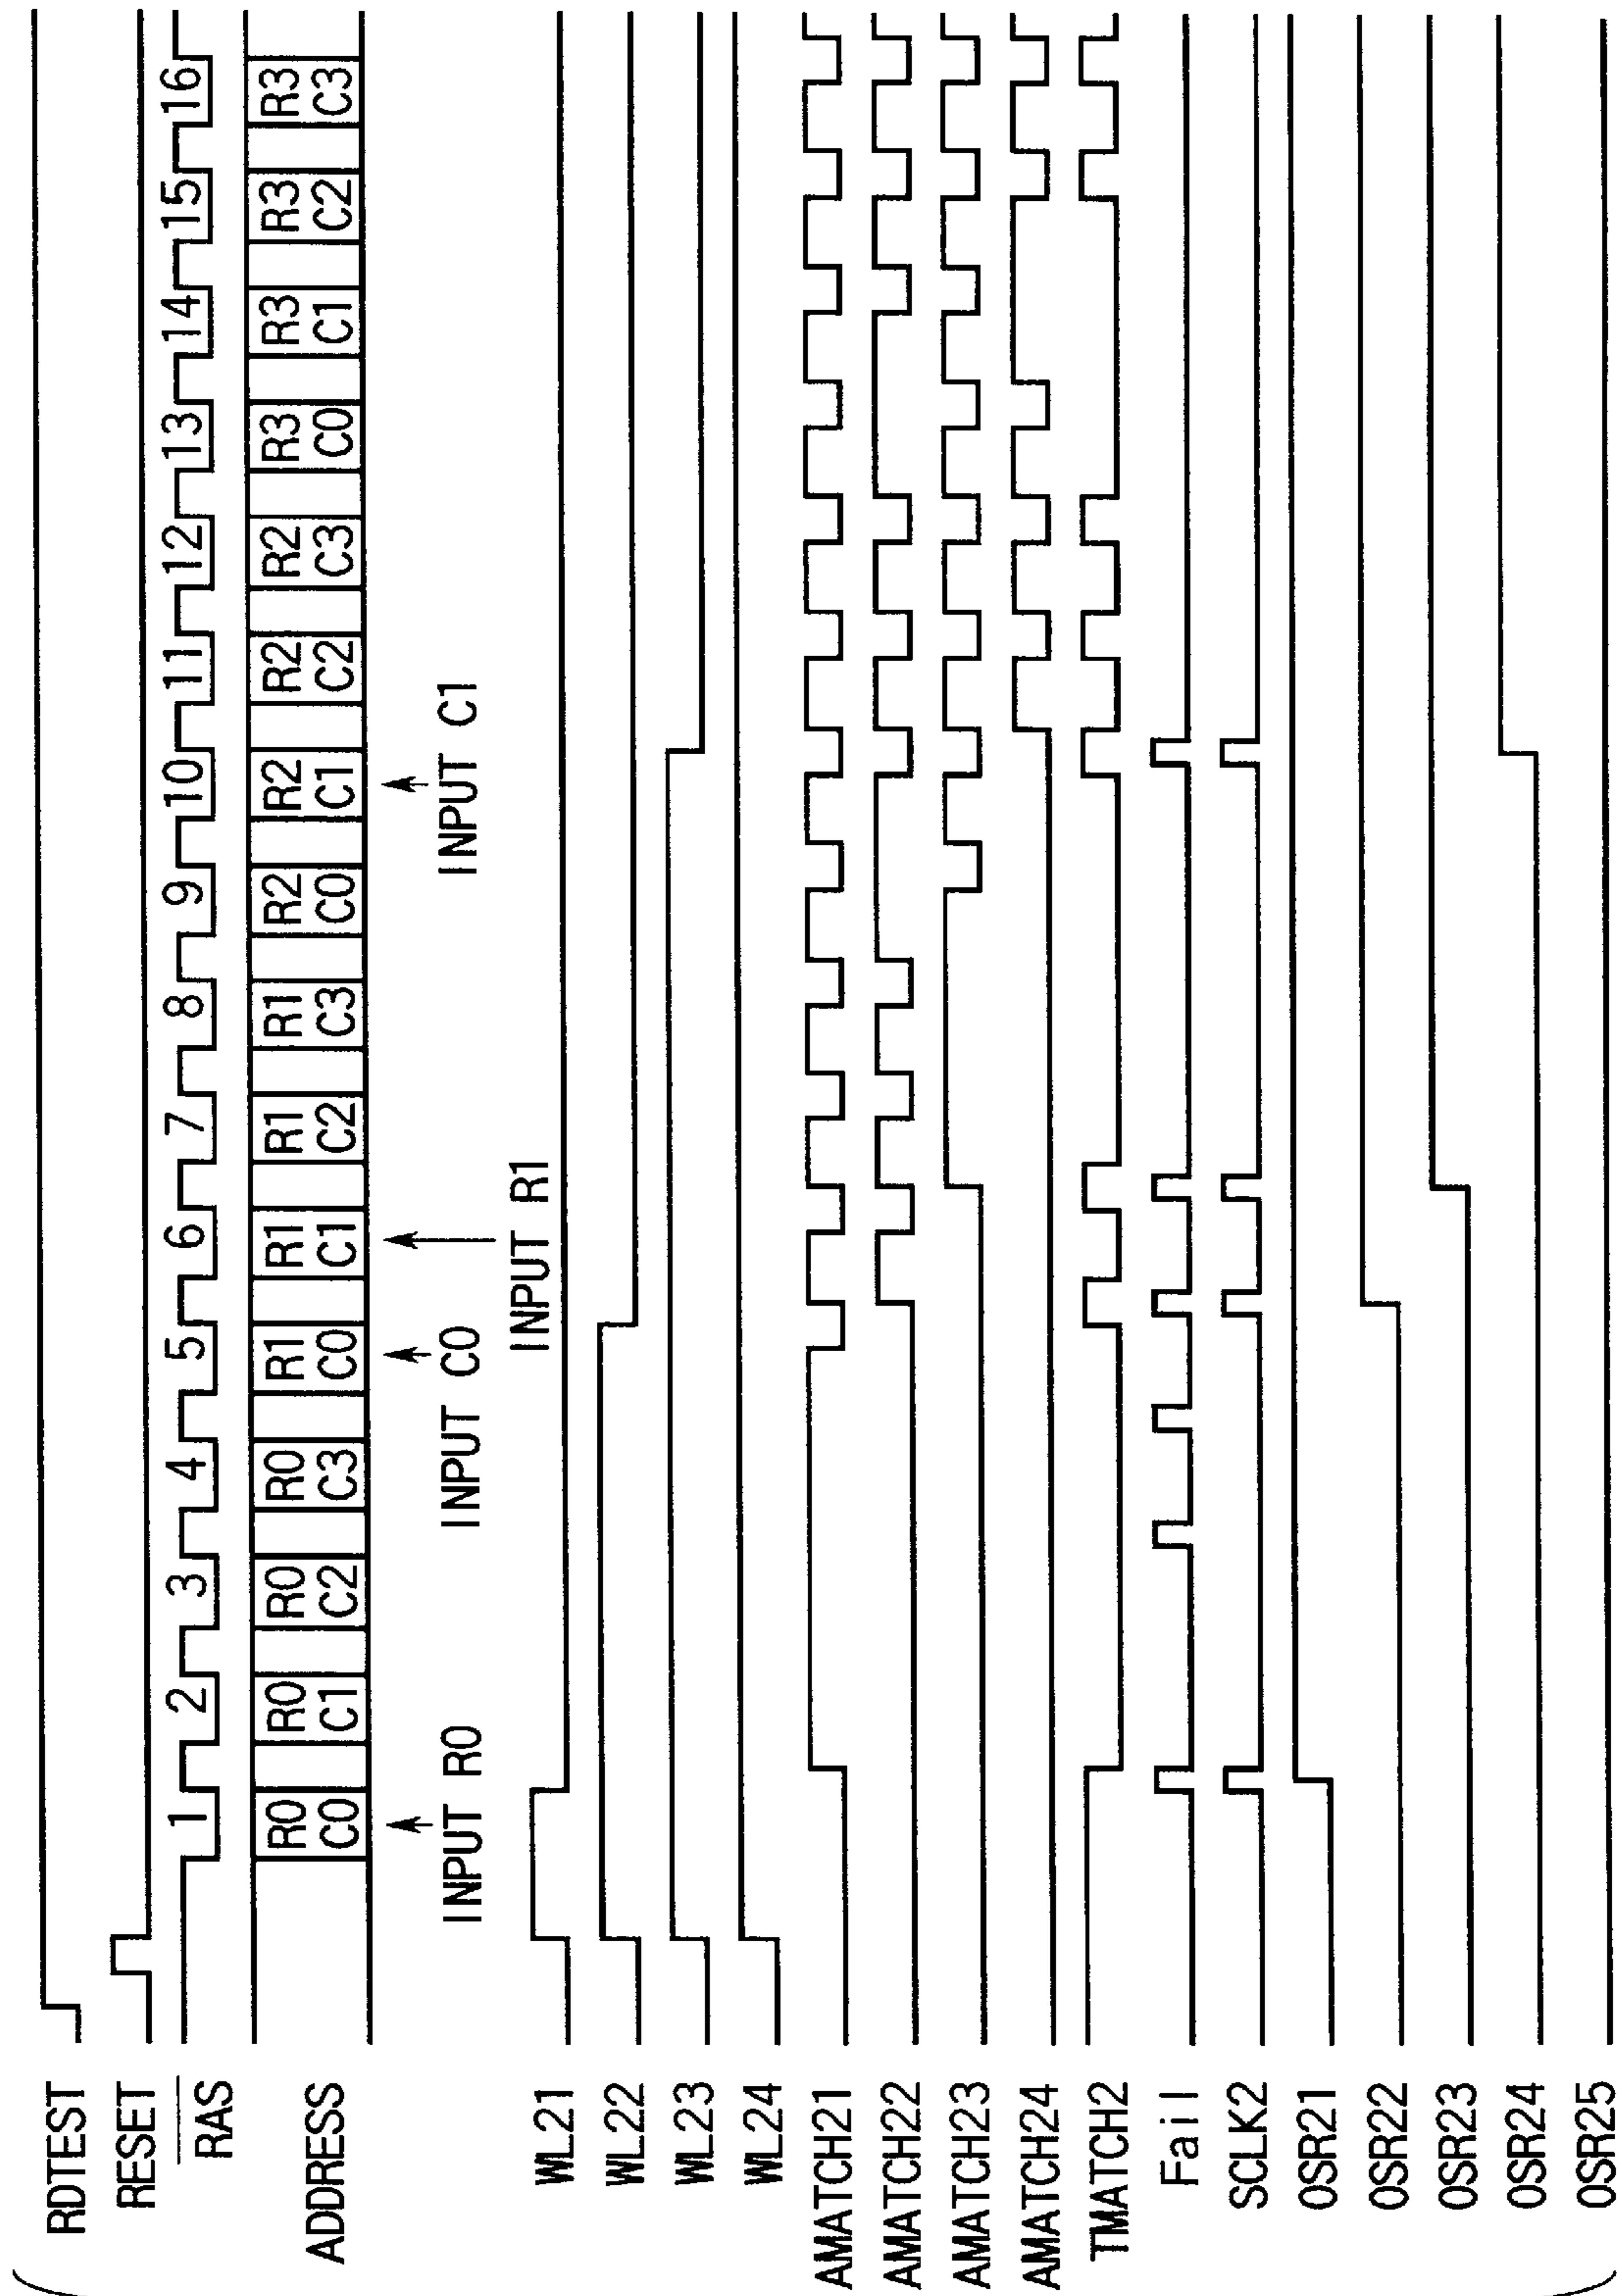 RDTEST
RESET
RAS
1 2 3 4 5 6 7 8 9 10 11 12 13 14 15 16
ADDRESS
R0 R0 R0 R0 R1 R1 R1 R1 R2 R2 R2 R2 R3 R3 R3 R3
C0 C1 C2 C3 C0 C1 C2 C3 C0 C1 C2 C3 C0 C1 C2 C3
INPUT R0
INPUT C0
INPUT C1
INPUT R1
WL21
WL22
WL23
WL24
AMATCH21
AMATCH22
AMATCH23
AMATCH24
TMATCH2
Fail
SCLK2
OSR21
OSR22
OSR23
OSR24
OSR25